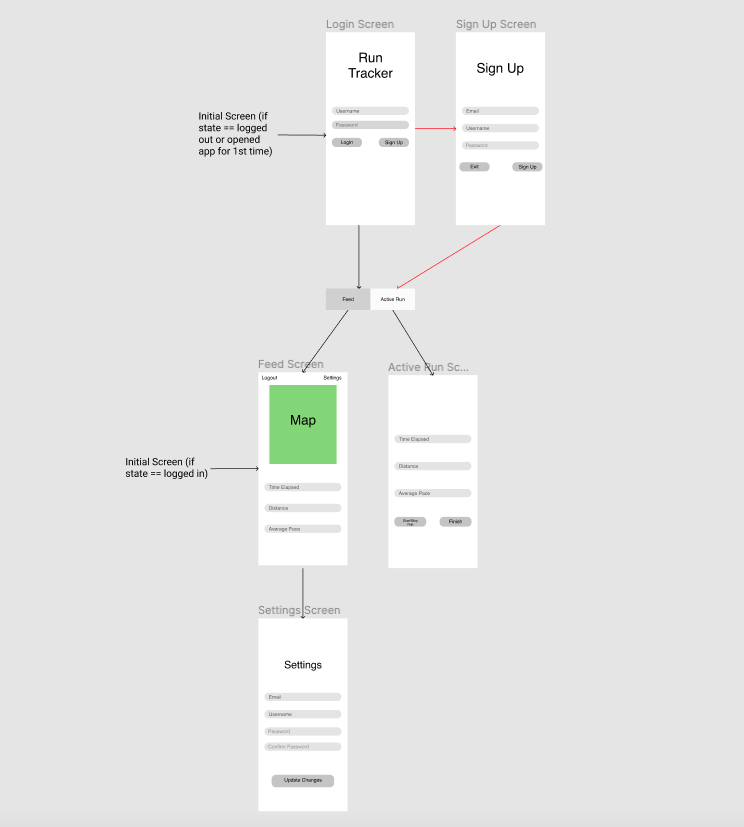 Login Screen
Sign Up Screen
Run
Tracker
Sign Up
Initial Screen (if
state == logged
out or opened
app for 1st time)
Username
Password
Login
Sign Up
Email
Username
Password
Exit
Sign Up
Feed
Active Run
Feed Screen
Active Run Sc...
Logout
Settings
Map
Initial Screen (if
state == logged in)
Time Elapsed
Distance
Average Pace
Time Elapsed
Distance
Average Pace
Start/Stop
Run
Finish
Settings Screen
Settings
Email
Username
Password
Confirm Password
Update Changes